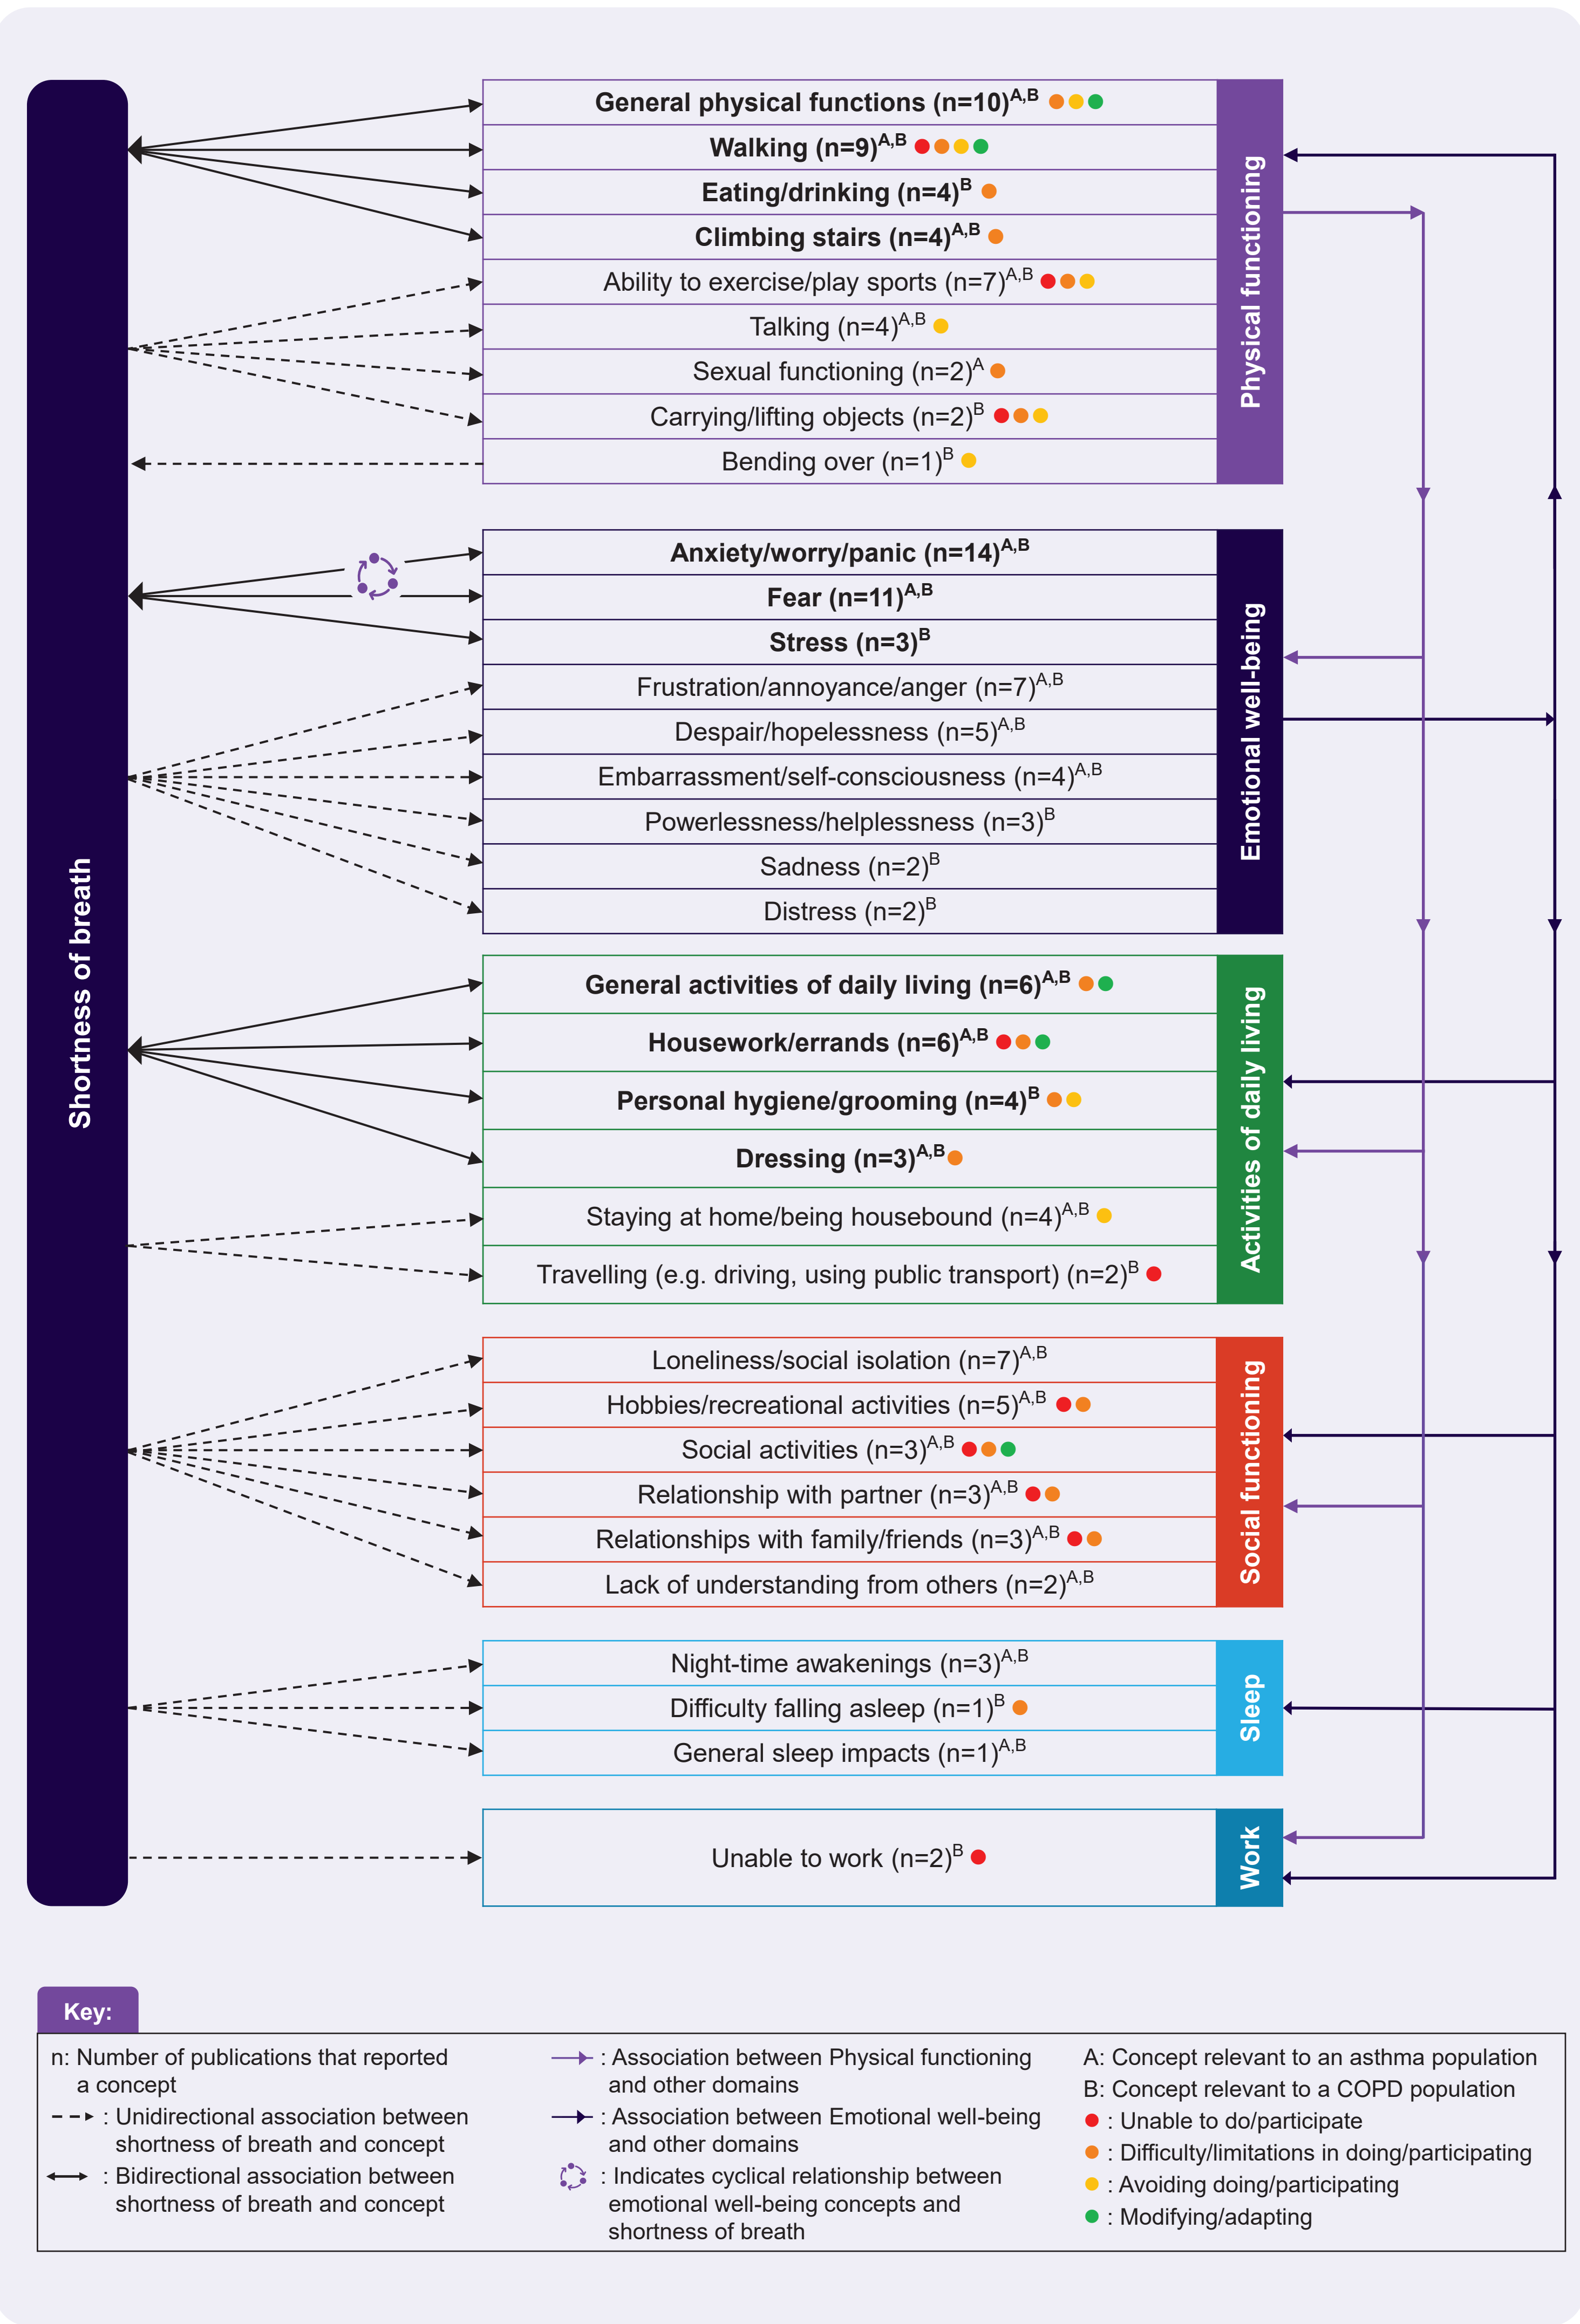 Shortness of breath
General physical functions (n=10)A,B
Walking (n=9)A,B
Eating/drinking (n=4)B
Climbing stairs (n=4)A,B
Ability to exercise/play sports (n=7)A,B
Talking (n=4)A,B
Sexual functioning (n=2)A
Carrying/lifting objects (n=2)B
Bending over (n=1)B
Physical functioning
Anxiety/worry/panic (n=14)A,B
Fear (n=11)A,B
Stress (n=3)B
Frustration/annoyance/anger (n=7)A,B
Despair/hopelessness (n=5)A,B
Embarrassment/self-consciousness (n=4)A,B
Powerlessness/helplessness (n=3)B
Sadness (n=2)B
Distress (n=2)B
Emotional well-being
General activities of daily living (n=6)A,B
Housework/errands (n=6)A,B
Personal hygiene/grooming (n=4)B
Dressing (n=3)A,B
Staying at home/being housebound (n=4)A,B
Travelling (e.g. driving, using public transport) (n=2)B
Activities of daily living
Loneliness/social isolation (n=7)A,B
Hobbies/recreational activities (n=5)A,B
Social activities (n=3)A,B
Relationship with partner (n=3)A,B
Relationships with family/friends (n=3)A,B
Lack of understanding from others (n=2)A,B
Social functioning
Night-time awakenings (n=3)A,B
Difficulty falling asleep (n=1)B
General sleep impacts (n=1)A,B
Sleep
Unable to work (n=2)B
Work
Key:
n: Number of publications that reported
a concept
: Unidirectional association between
shortness of breath and concept
: Bidirectional association between
shortness of breath and concept
: Association between Physical functioning
and other domains
: Association between Emotional well-being
and other domains
: Indicates cyclical relationship between
emotional well-being concepts and
shortness of breath
A: Concept relevant to an asthma population
B: Concept relevant to a COPD population
: Unable to do/participate
: Difficulty/limitations in doing/participating
: Avoiding doing/participating
: Modifying/adapting